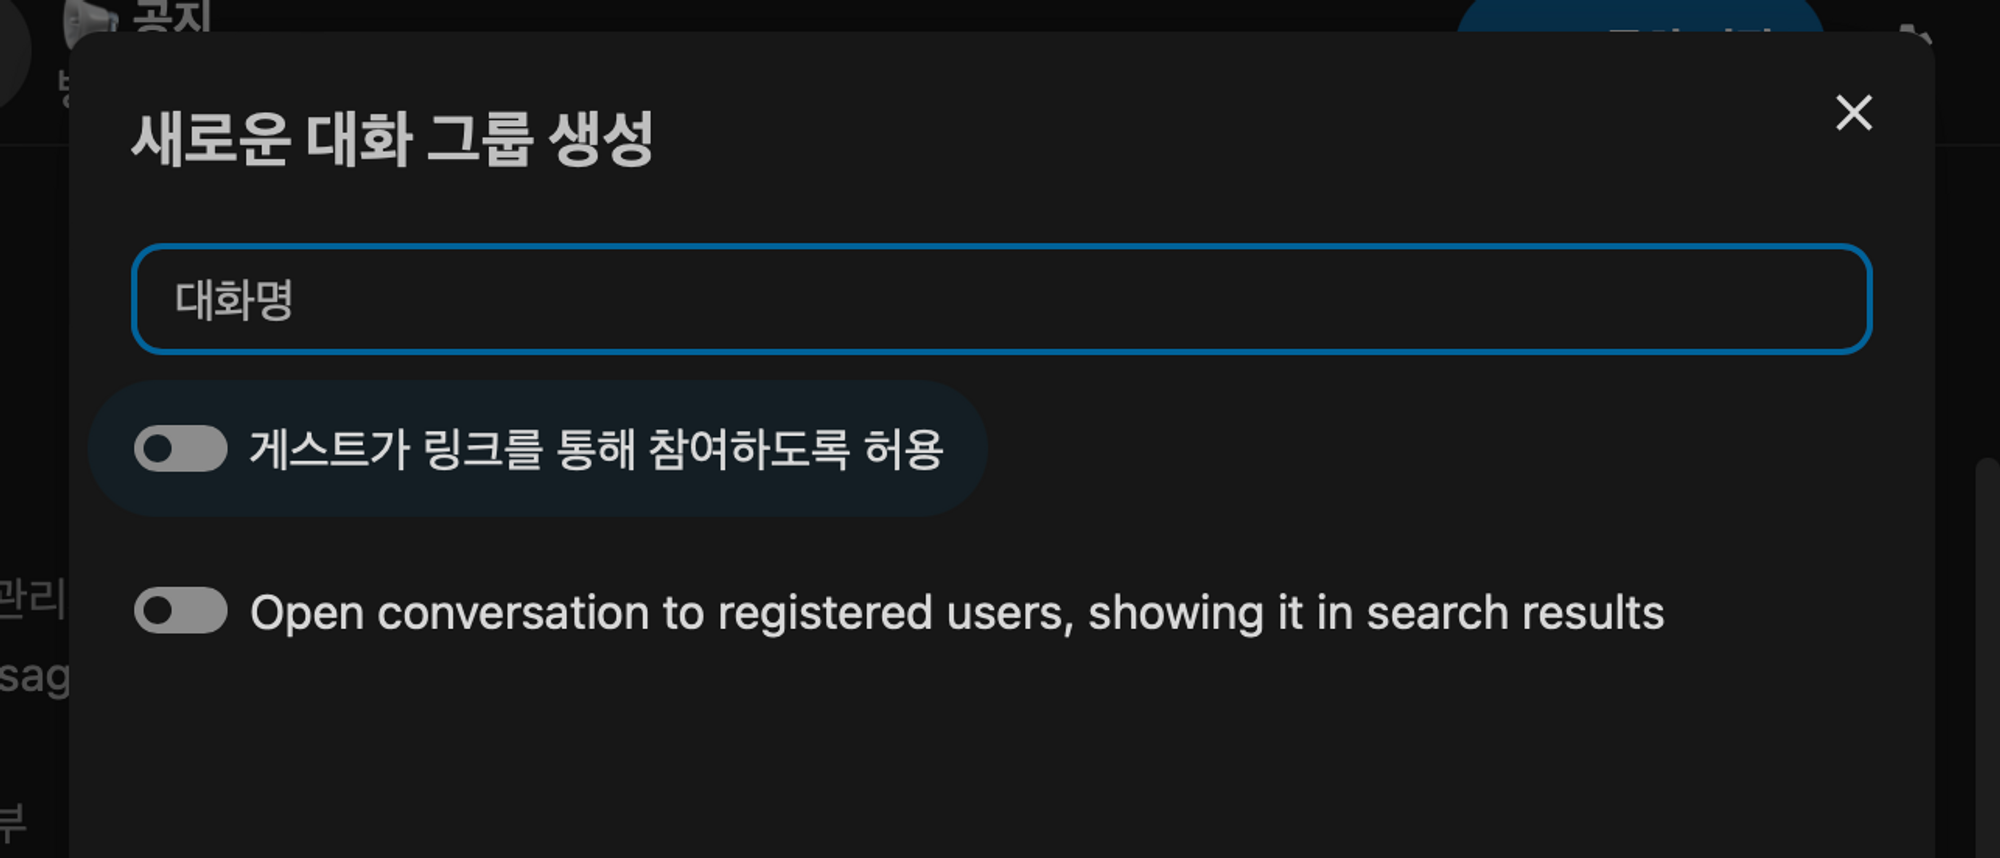 공지
새로운 대화 그룹 생성
대화명
게스트가 링크를 통해 참여하도록 허용
Open conversation to registered users, showing it in search results
관리
sag
부